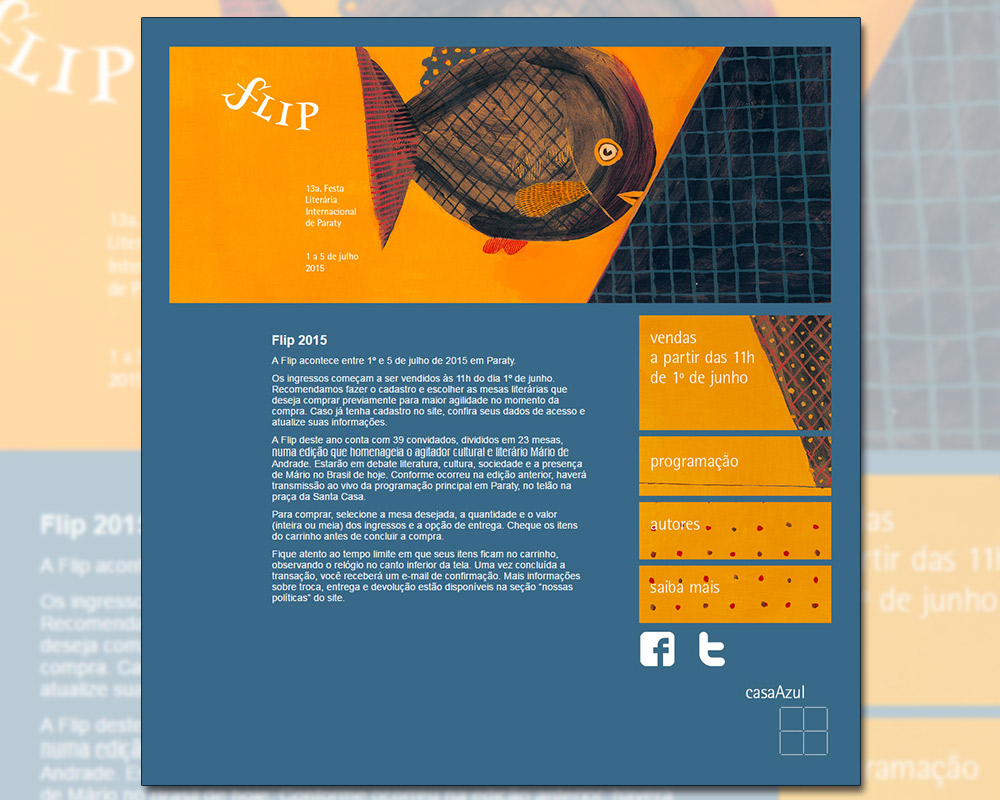 FLIP
13a. Festa
Literária
Internacional
de Paraty
1 a 5 de julho
2015
Flip 2015
A Flip acontece entre 1º e 5 de julho de 2015 em Paraty.
Os ingressos começam a ser vendidos às 11h do dia 1º de junho.
Recomendamos fazer o cadastro e escolher as mesas literárias que
deseja comprar previamente para maior agilidade no momento da
compra. Caso já tenha cadastro no site, confira seus dados de acesso e
atualize suas informações.
A Flip deste ano conta com 39 convidados, divididos em 23 mesas,
numa edição que homenageia o agitador cultural e literário Mário de
Andrade. Estarão em debate literatura, cultura, sociedade e a presença
de Mário no Brasil de hoje. Conforme ocorreu na edição anterior, haverá
transmissão ao vivo da programação principal em Paraty, no telão na
praça da Santa Casa.
Para comprar, selecione a mesa desejada, a quantidade e o valor
(inteira ou meia) dos ingressos e a opção de entrega. Cheque os itens
do carrinho antes de concluir a compra.
Fique atento ao tempo limite em que seus itens ficam no carrinho,
observando o relógio no canto inferior da tela. Uma vez concluída a
transação, você receberá um e-mail de confirmação. Mais informações
sobre troca, entrega e devolução estão disponíveis na seção “nossas
políticas” do site.
vendas
a partir das 11h
de 1º de junho
programação
autores
saiba mais
casaAzul